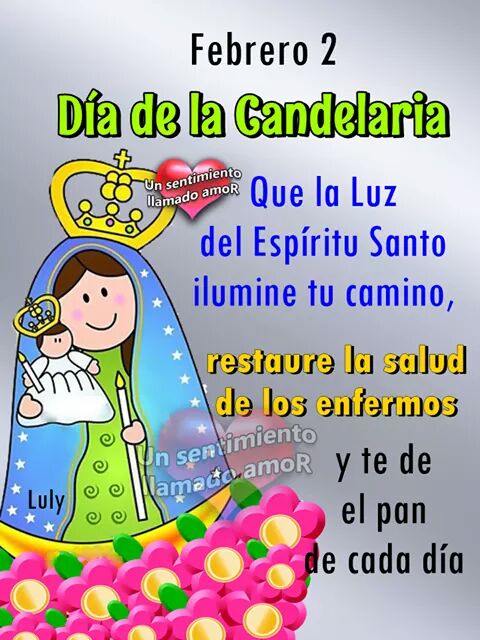 Febrero 2
Día de la Candelaria
Un sentimiento
llamado amoR
Que la Luz
del Espíritu Santo
ilumine tu camino,
restaure la salud
de los enfermos
Un sentimiento
llamado amoR
y te de
el pan
de cada día
Luly